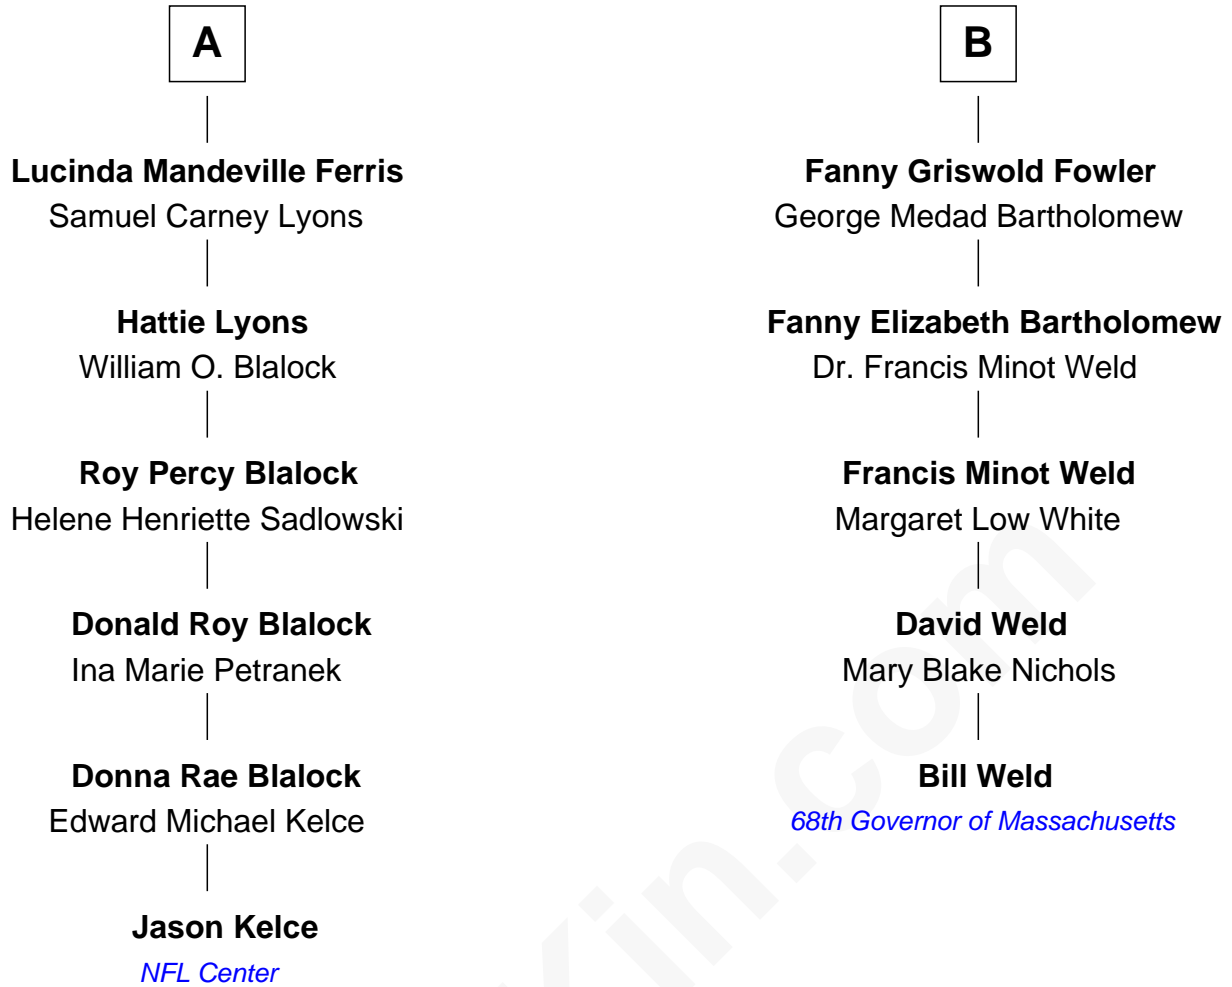 A
Lucinda Mandeville Ferris
Samuel Carney Lyons
Hattie Lyons
William O. Blalock
Roy Percy Blalock
Helene Henriette Sadlowski
Donald Roy Blalock
Ina Marie Petranek
Donna Rae Blalock
Edward Michael Kelce
Jason Kelce
NFL Center
B
Fanny Griswold Fowler
George Medad Bartholomew
Fanny Elizabeth Bartholomew
Dr. Francis Minot Weld
Francis Minot Weld
Margaret Low White
David Weld
Mary Blake Nichols
Bill Weld
68th Governor of Massachusetts
Kin.com